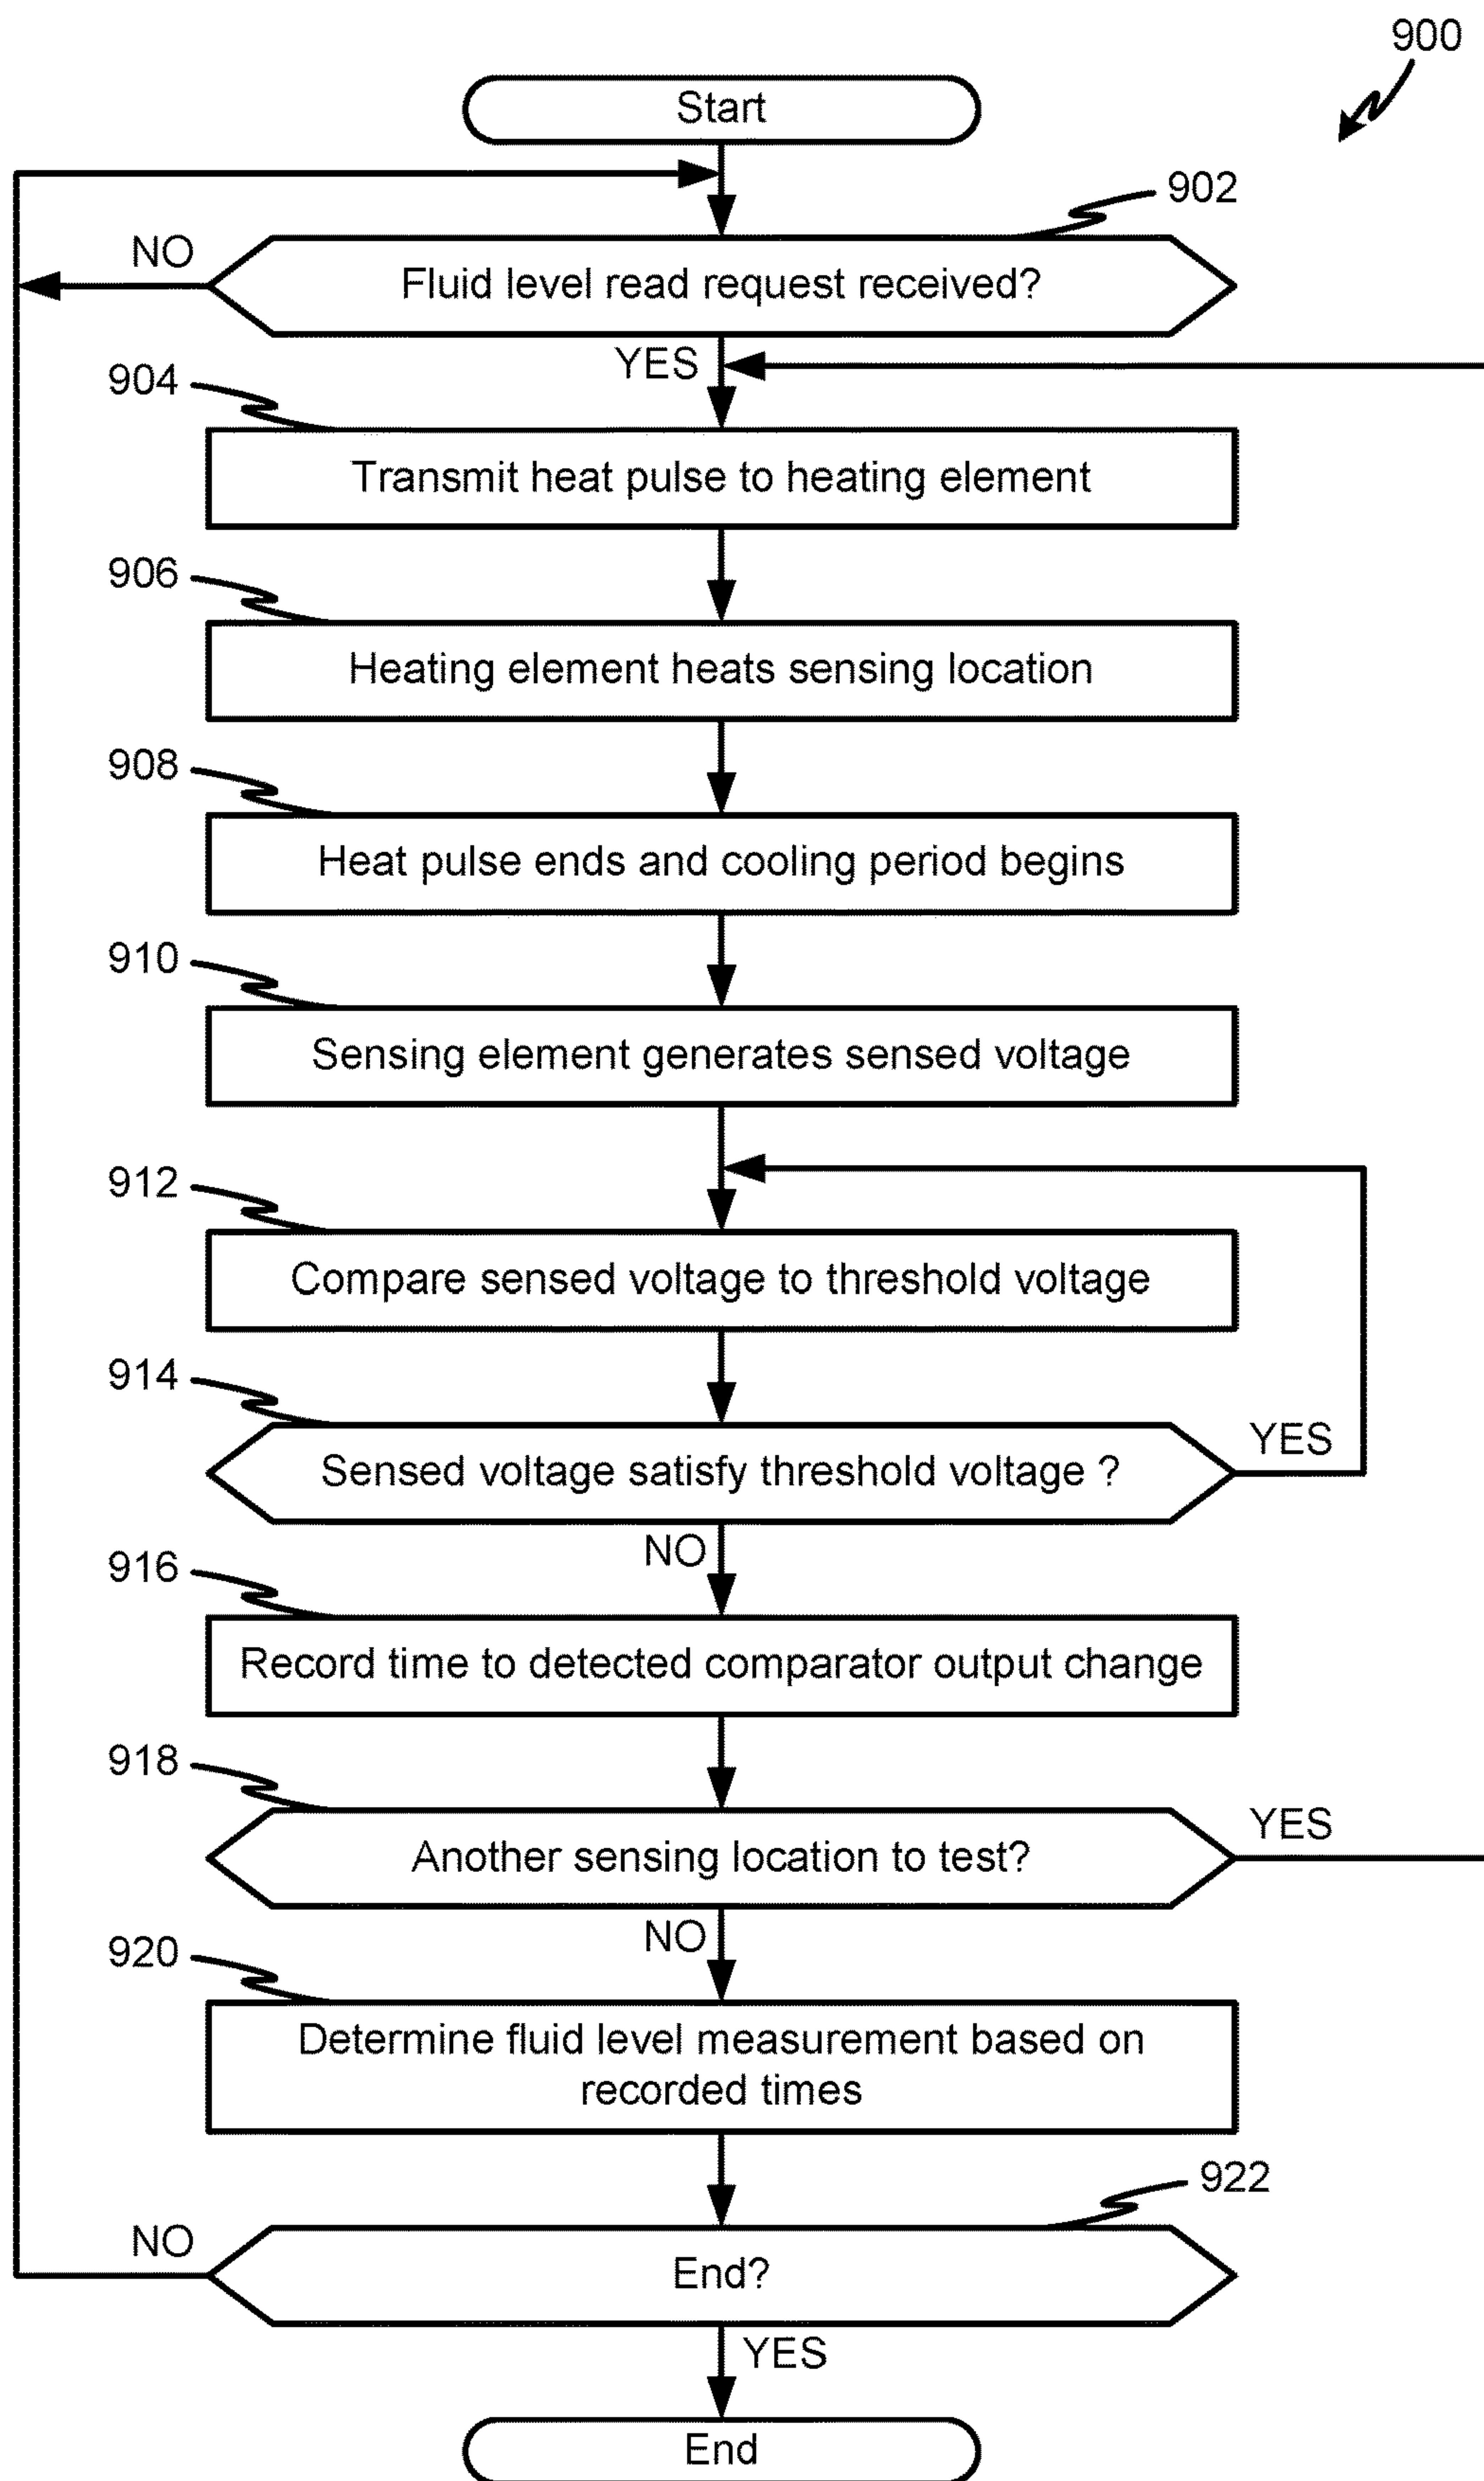 900
Start
902
NO
Fluid level read request received?
YES
904
Transmit heat pulse to heating element
906
Heating element heats sensing location
908
Heat pulse ends and cooling period begins
910
Sensing element generates sensed voltage
912
Compare sensed voltage to threshold voltage
914
YES
Sensed voltage satisfy threshold voltage ?
NO
916
Record time to detected comparator output change
918
YES
Another sensing location to test?
NO
920
Determine fluid level measurement based on
recorded times
922
NO
End?
YES
End